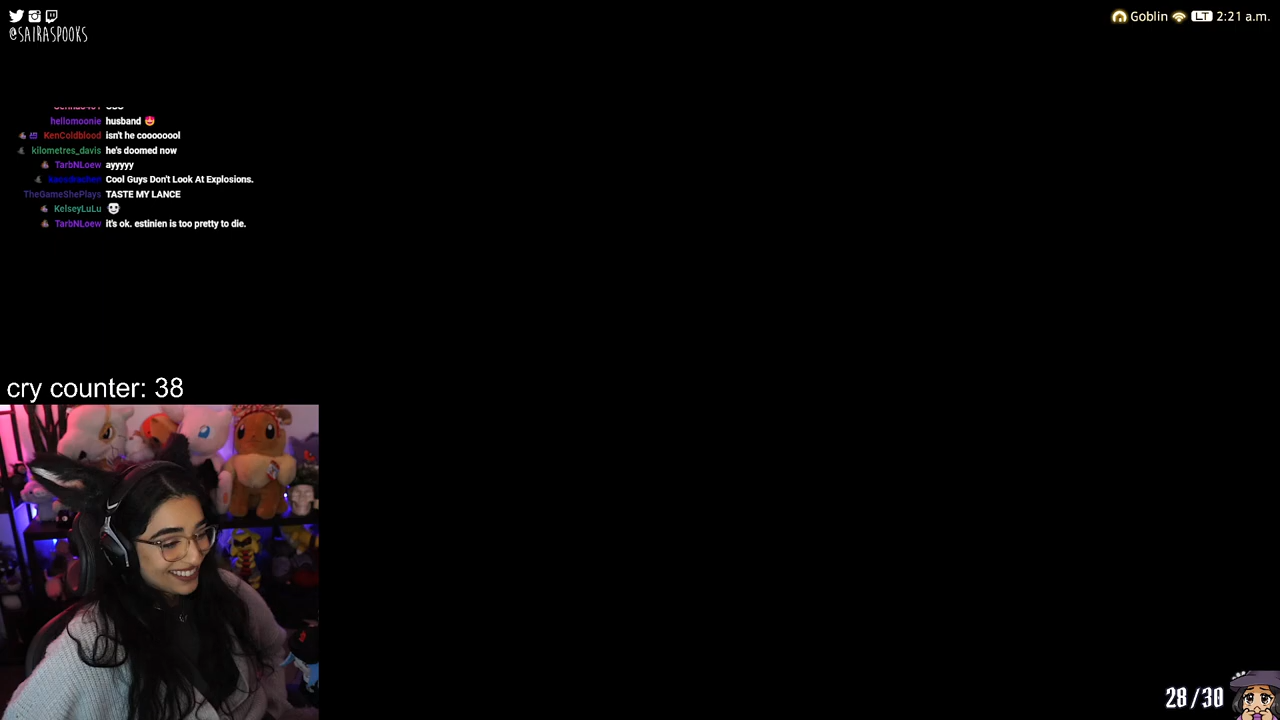 @SAIRASPOOKS
Goblin LT 2:21 a.m.
hellomoonie husband
KenColdblood isn't he coooooool
kilometres_davis he's doomed now
TarbNLoew ayyyyy
Cool Guys Don't Look At Explosions.
TheGameShePlays TASTE MY LANCE
KelseyLuLu
TarbNLoew it's ok. estinien is too pretty to die.
cry counter: 38
28/30